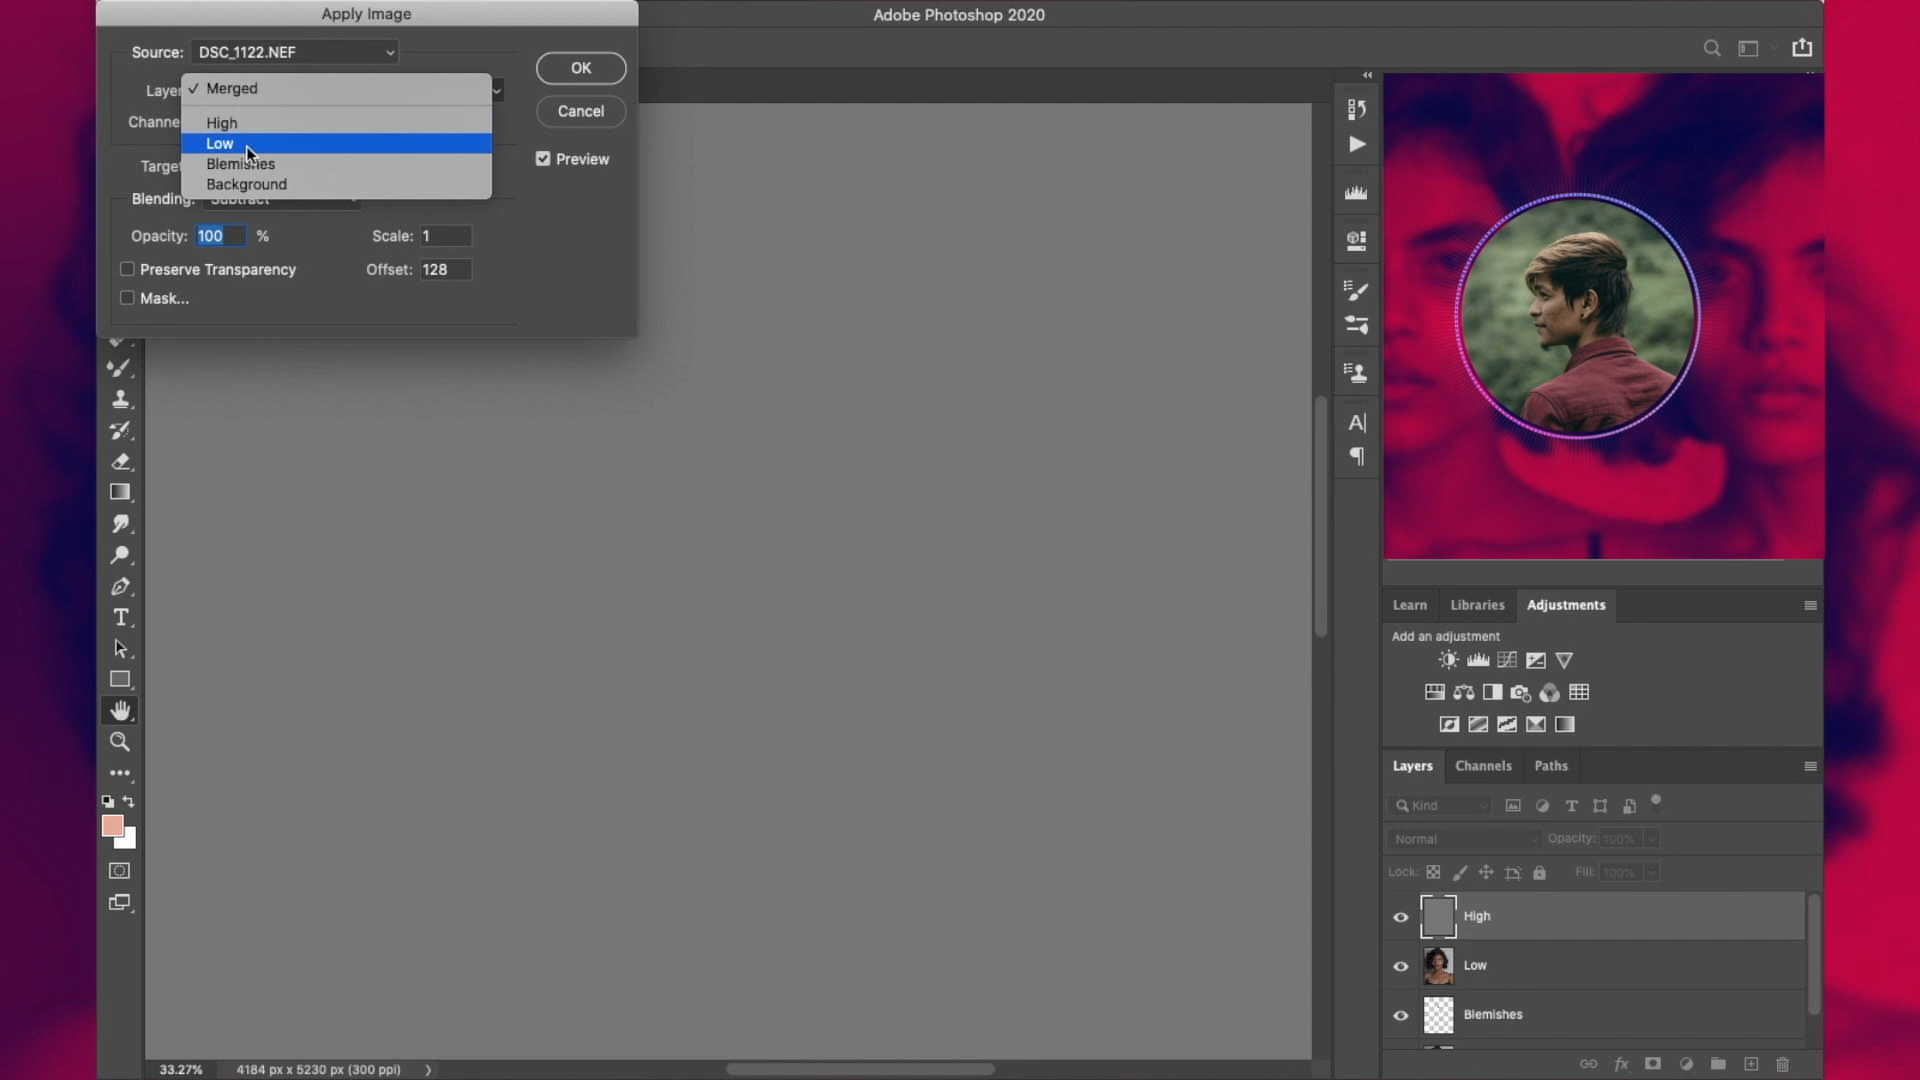 Apply Image
Adobe Photoshop 2020
Source: DSC_1122.NEF
OK
Layer
✓ Merged
Cancel
High
Channe
Low
Preview
Blemishes
Target
Background
Blending: Subtract
Opacity: 100 %
Scale: 1
Preserve Transparency
Offset: 128
Mask...
Learn
Libraries
Adjustments
Add an adjustment
Layers
Channels
Paths
Kind
Normal
Opacity: 100%
Lock:
Fill: 100%
High
Low
Blemishes
33.27%
4184 px x 5230 px (300 ppi)